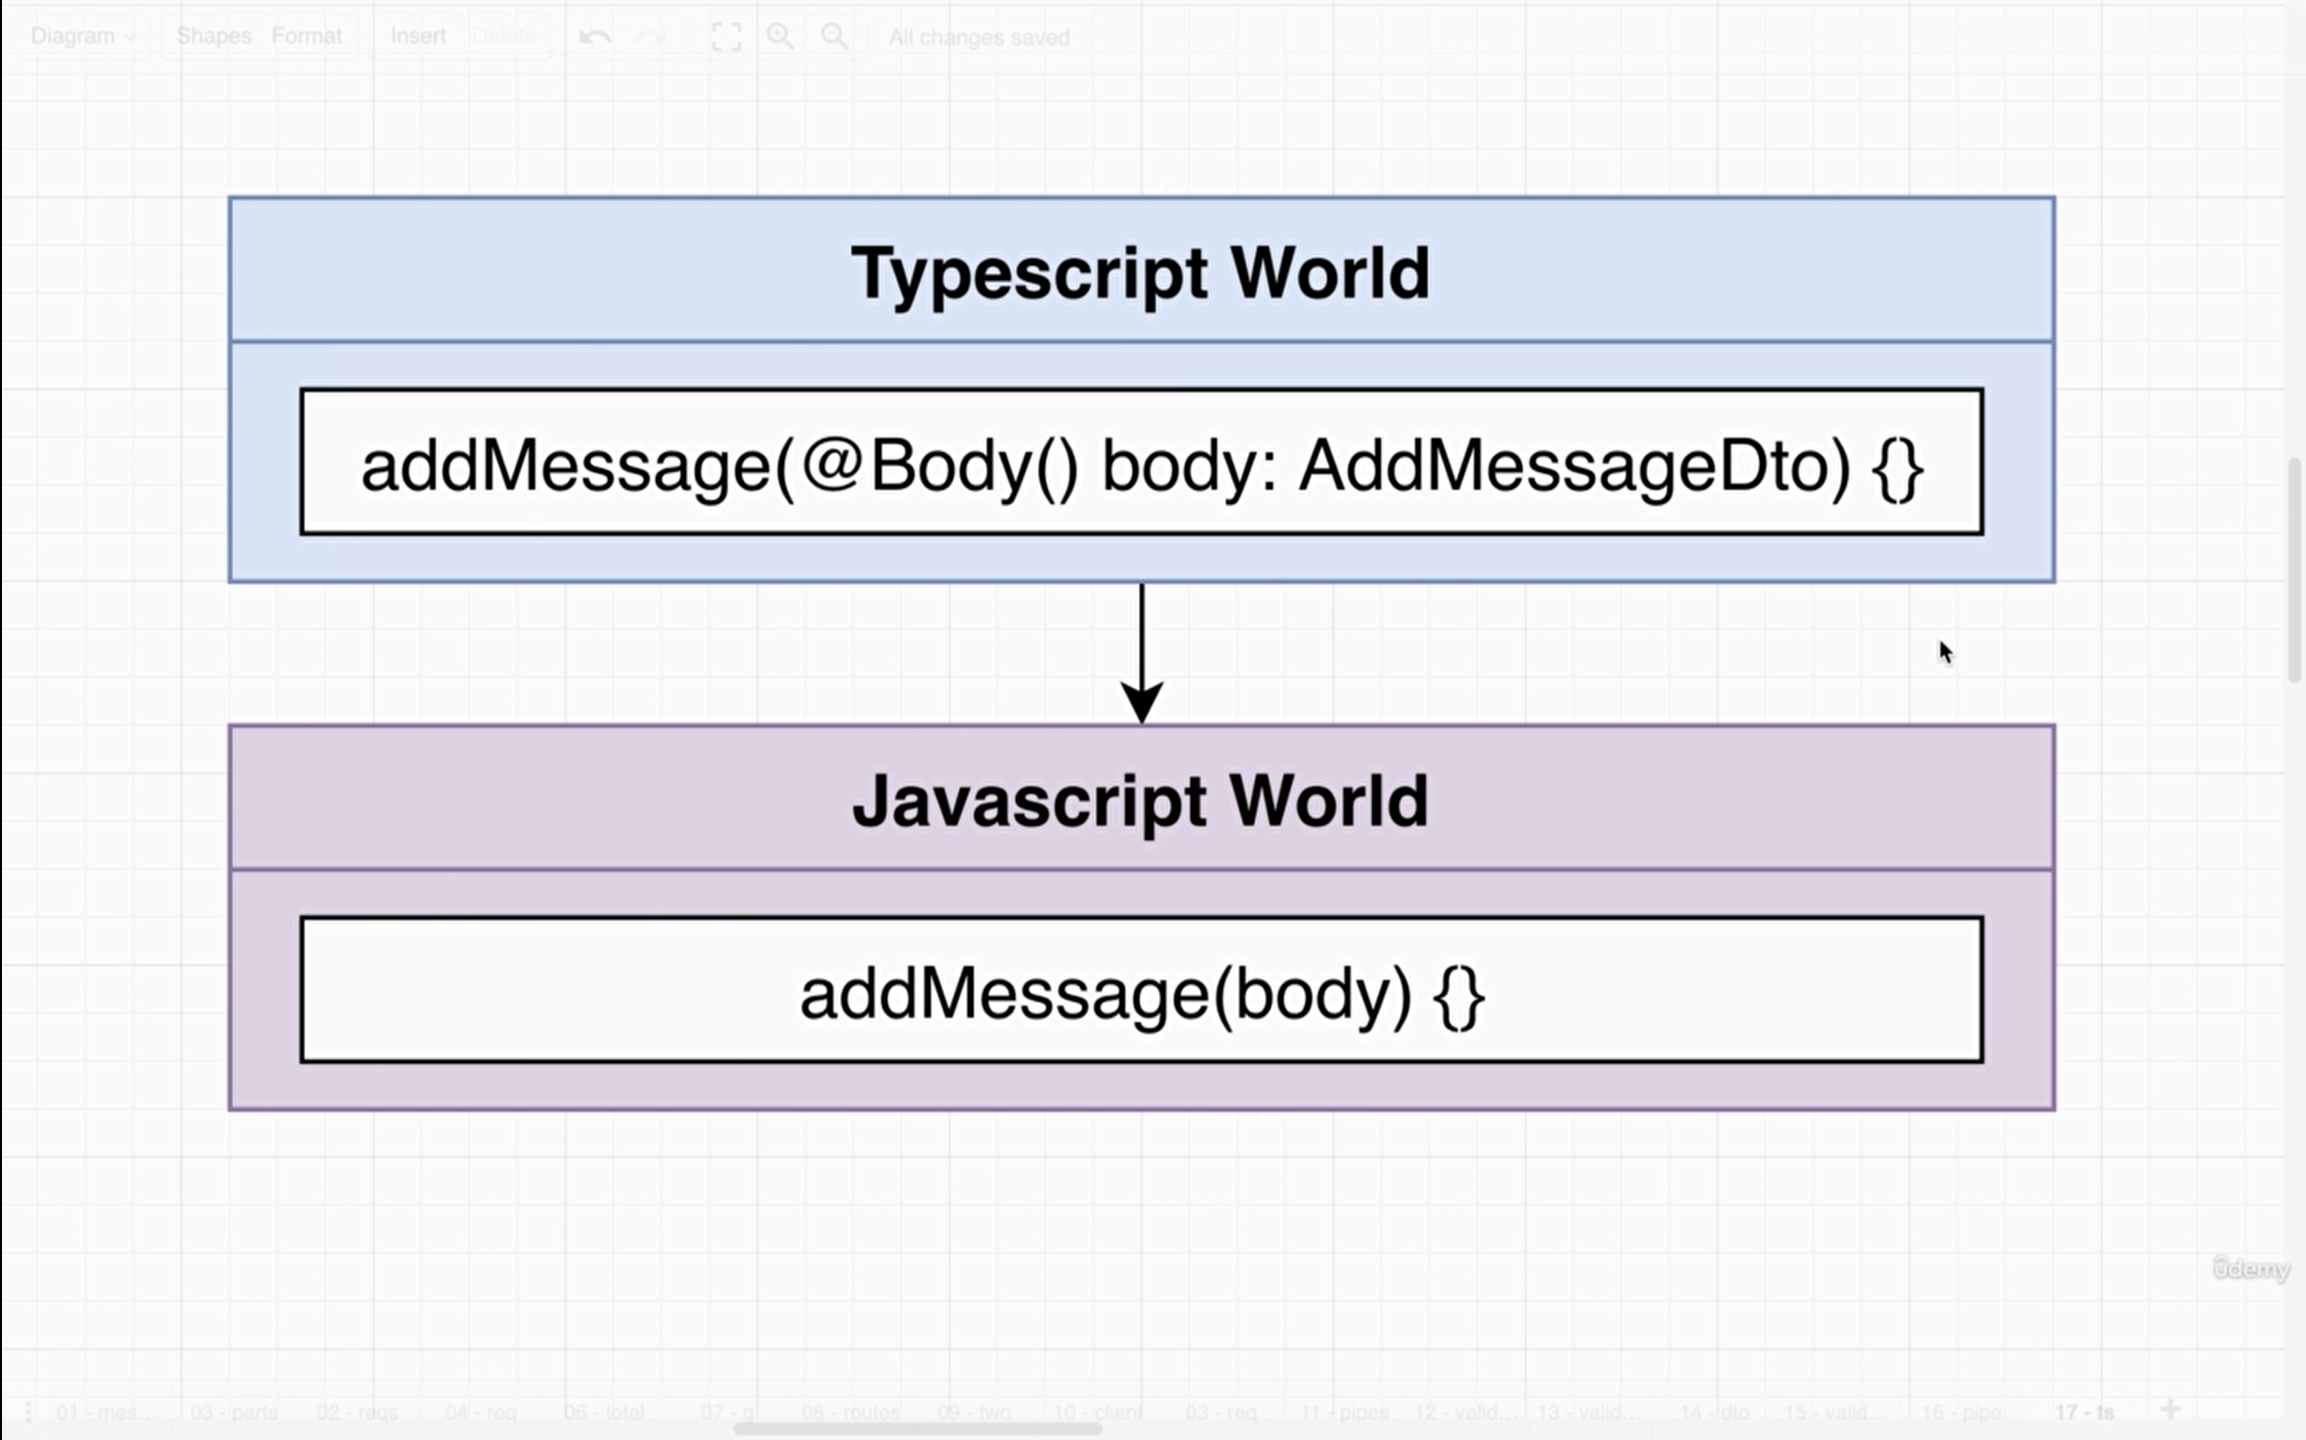 Diagram Shapes Format Insert Delete All changes saved
Typescript World
addMessage(@Body() body: AddMessageDto) {}
Javascript World
addMessage(body) {}
ûdemy
01 - mes... 03 - parts 02 - reqs 04 - req 06 - total 07 - g 08 - routes 09 - two 10 - client 03 - req 11 - pipes 12 - valid... 13 - valid... 14 - dto 15 - valid... 16 - pipe 17 - ts